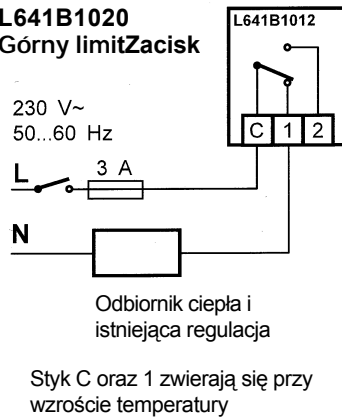 L641B1020
Górny limitZacisk
L641B1012
230 V~
50...60 Hz
C 1 2
L
3 A
N
Odbiornik ciepła i
istniejąca regulacja
Styk C oraz 1 zwierają się przy
wzroście temperatury